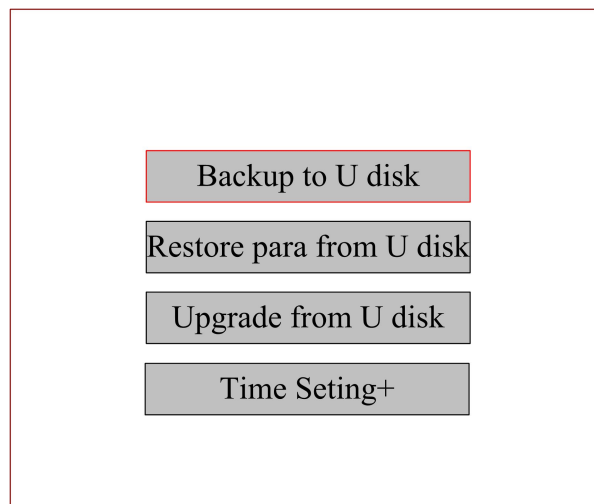 Backup to U disk
Restore para from U disk
Upgrade from U disk
Time Seting+